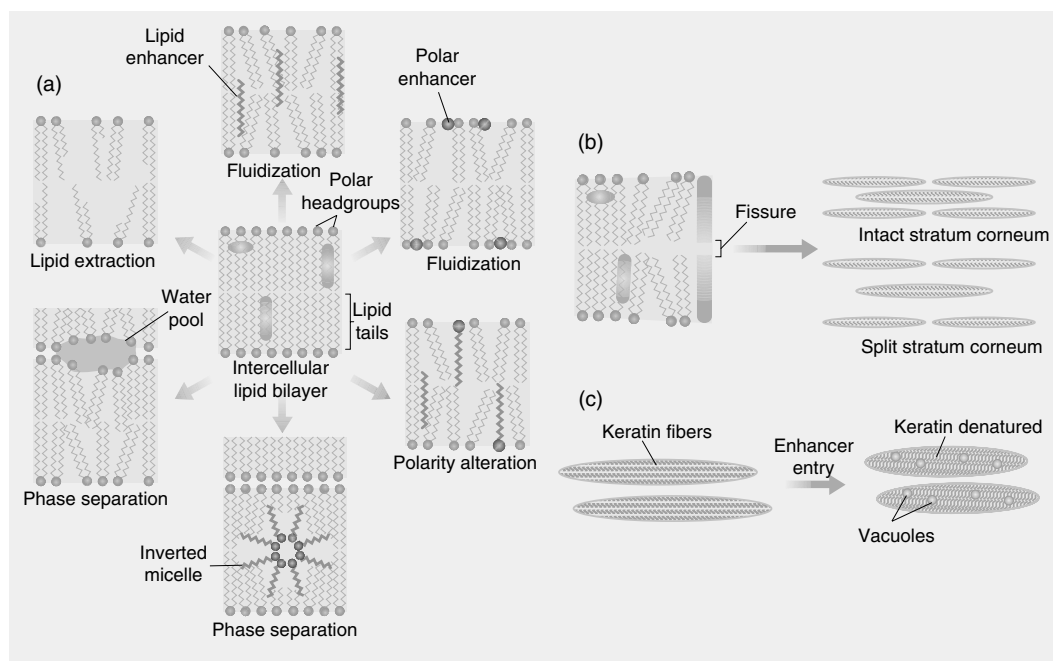 (a)
Lipid
enhancer
Fluidization
Polar
enhancer
Fluidization
Polar
headgroups
Lipid extraction
Water
pool
Lipid
tails
Intercellular
lipid bilayer
Phase separation
Polarity alteration
Inverted
micelle
Phase separation
(b)
Fissure
Intact stratum corneum
Split stratum corneum
(c)
Keratin fibers
Enhancer
entry
Keratin denatured
Vacuoles